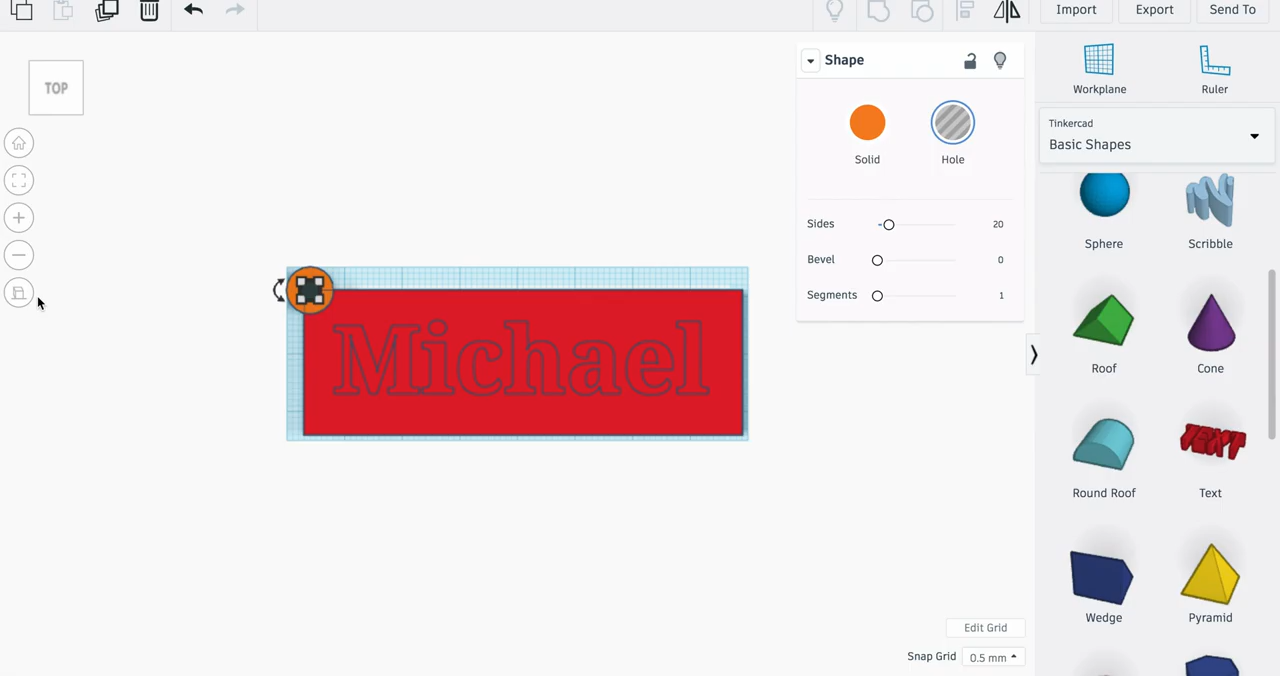 Import Export Send To
TOP
Shape
Solid Hole
Sides 20
Bevel 0
Segments 1
Michael
Edit Grid
Snap Grid 0.5 mm
Workplane Ruler
Tinkercad
Basic Shapes
Sphere Scribble
Roof Cone
TEXT
Round Roof Text
Wedge Pyramid